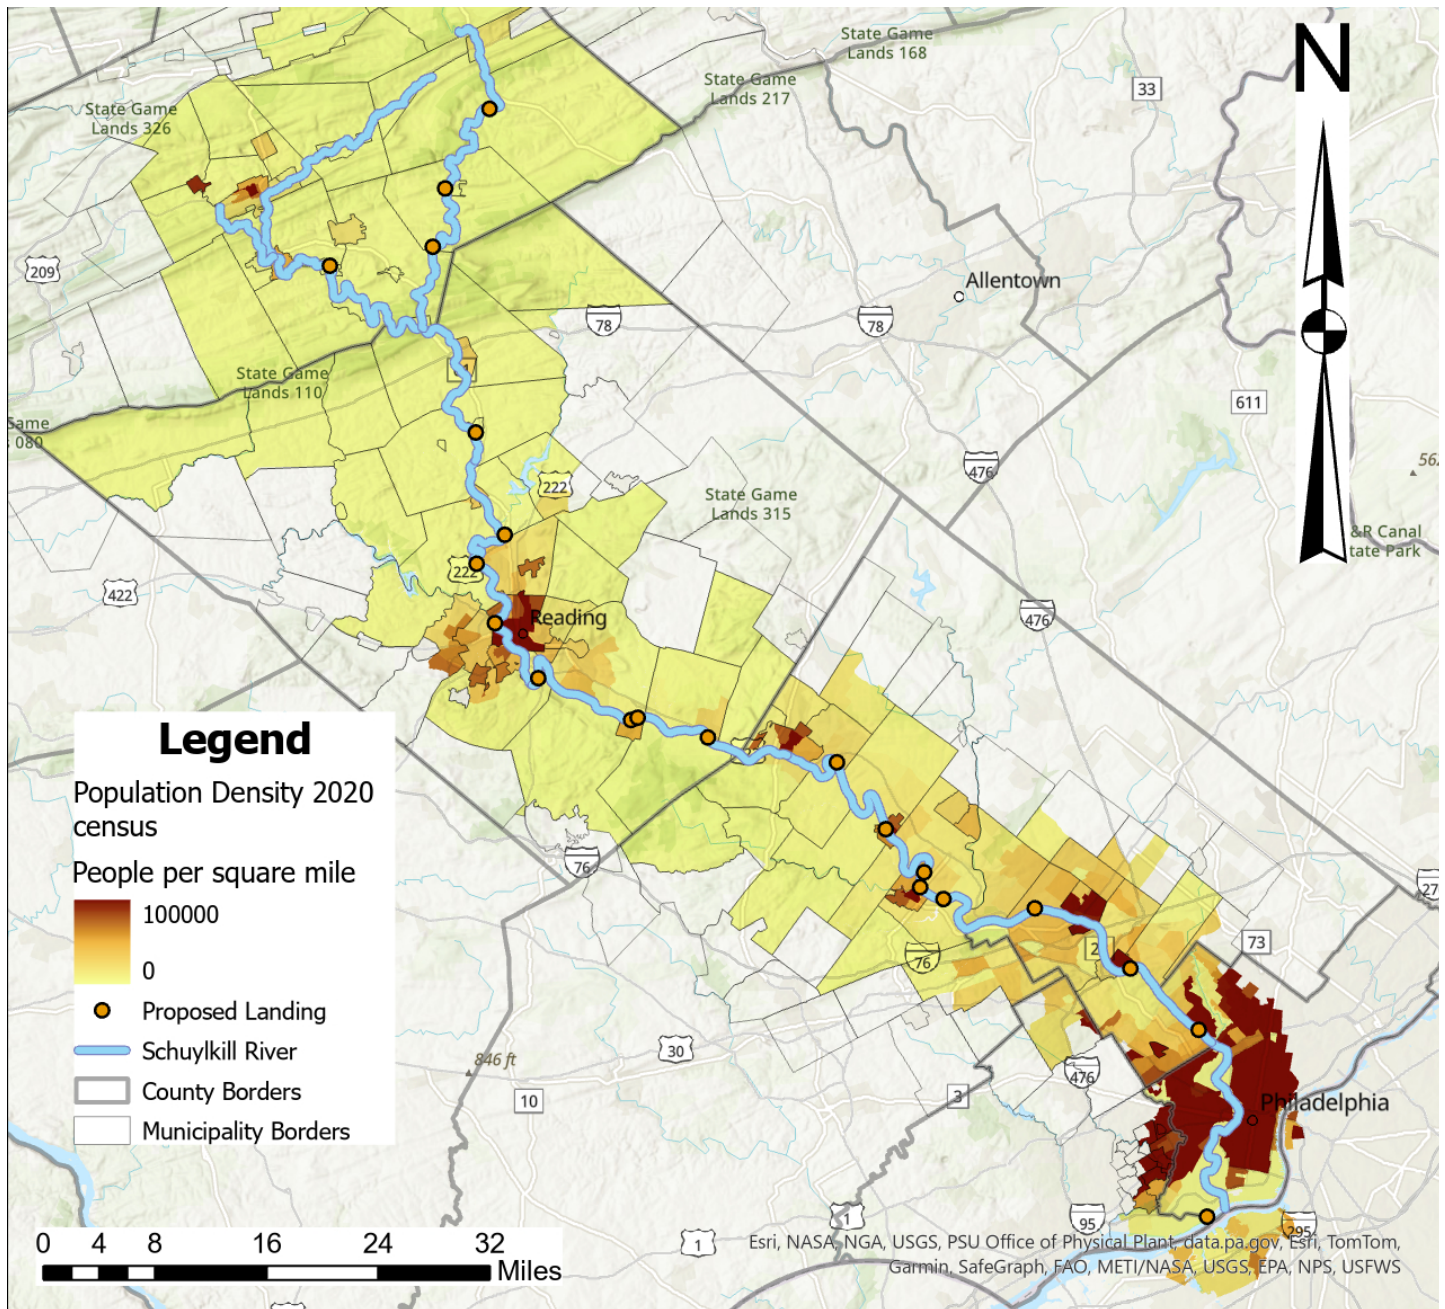 State Game
Lands 168
State Game
Lands 217
33
N
State Game
Lands 326
209
Allentown
78
78
State Game
Lands 110
611
Game
080
476
222
State Game
Lands 315
&R Canal
tate Park
222
422
476
Reading
Legend
Population Density 2020
census
People per square mile
100000
0
Proposed Landing
Schuylkill River
County Borders
Municipality Borders
76
27
73
76
846 ft
30
476
10
3
Philadelphia
1
95
295
1
0 4 8 16 24 32
Miles
Esri, NASA, NGA, USGS, PSU Office of Physical Plant, data.pa.gov, Esri, TomTom,
Garmin, SafeGraph, FAO, METI/NASA, USGS, EPA, NPS, USFWS